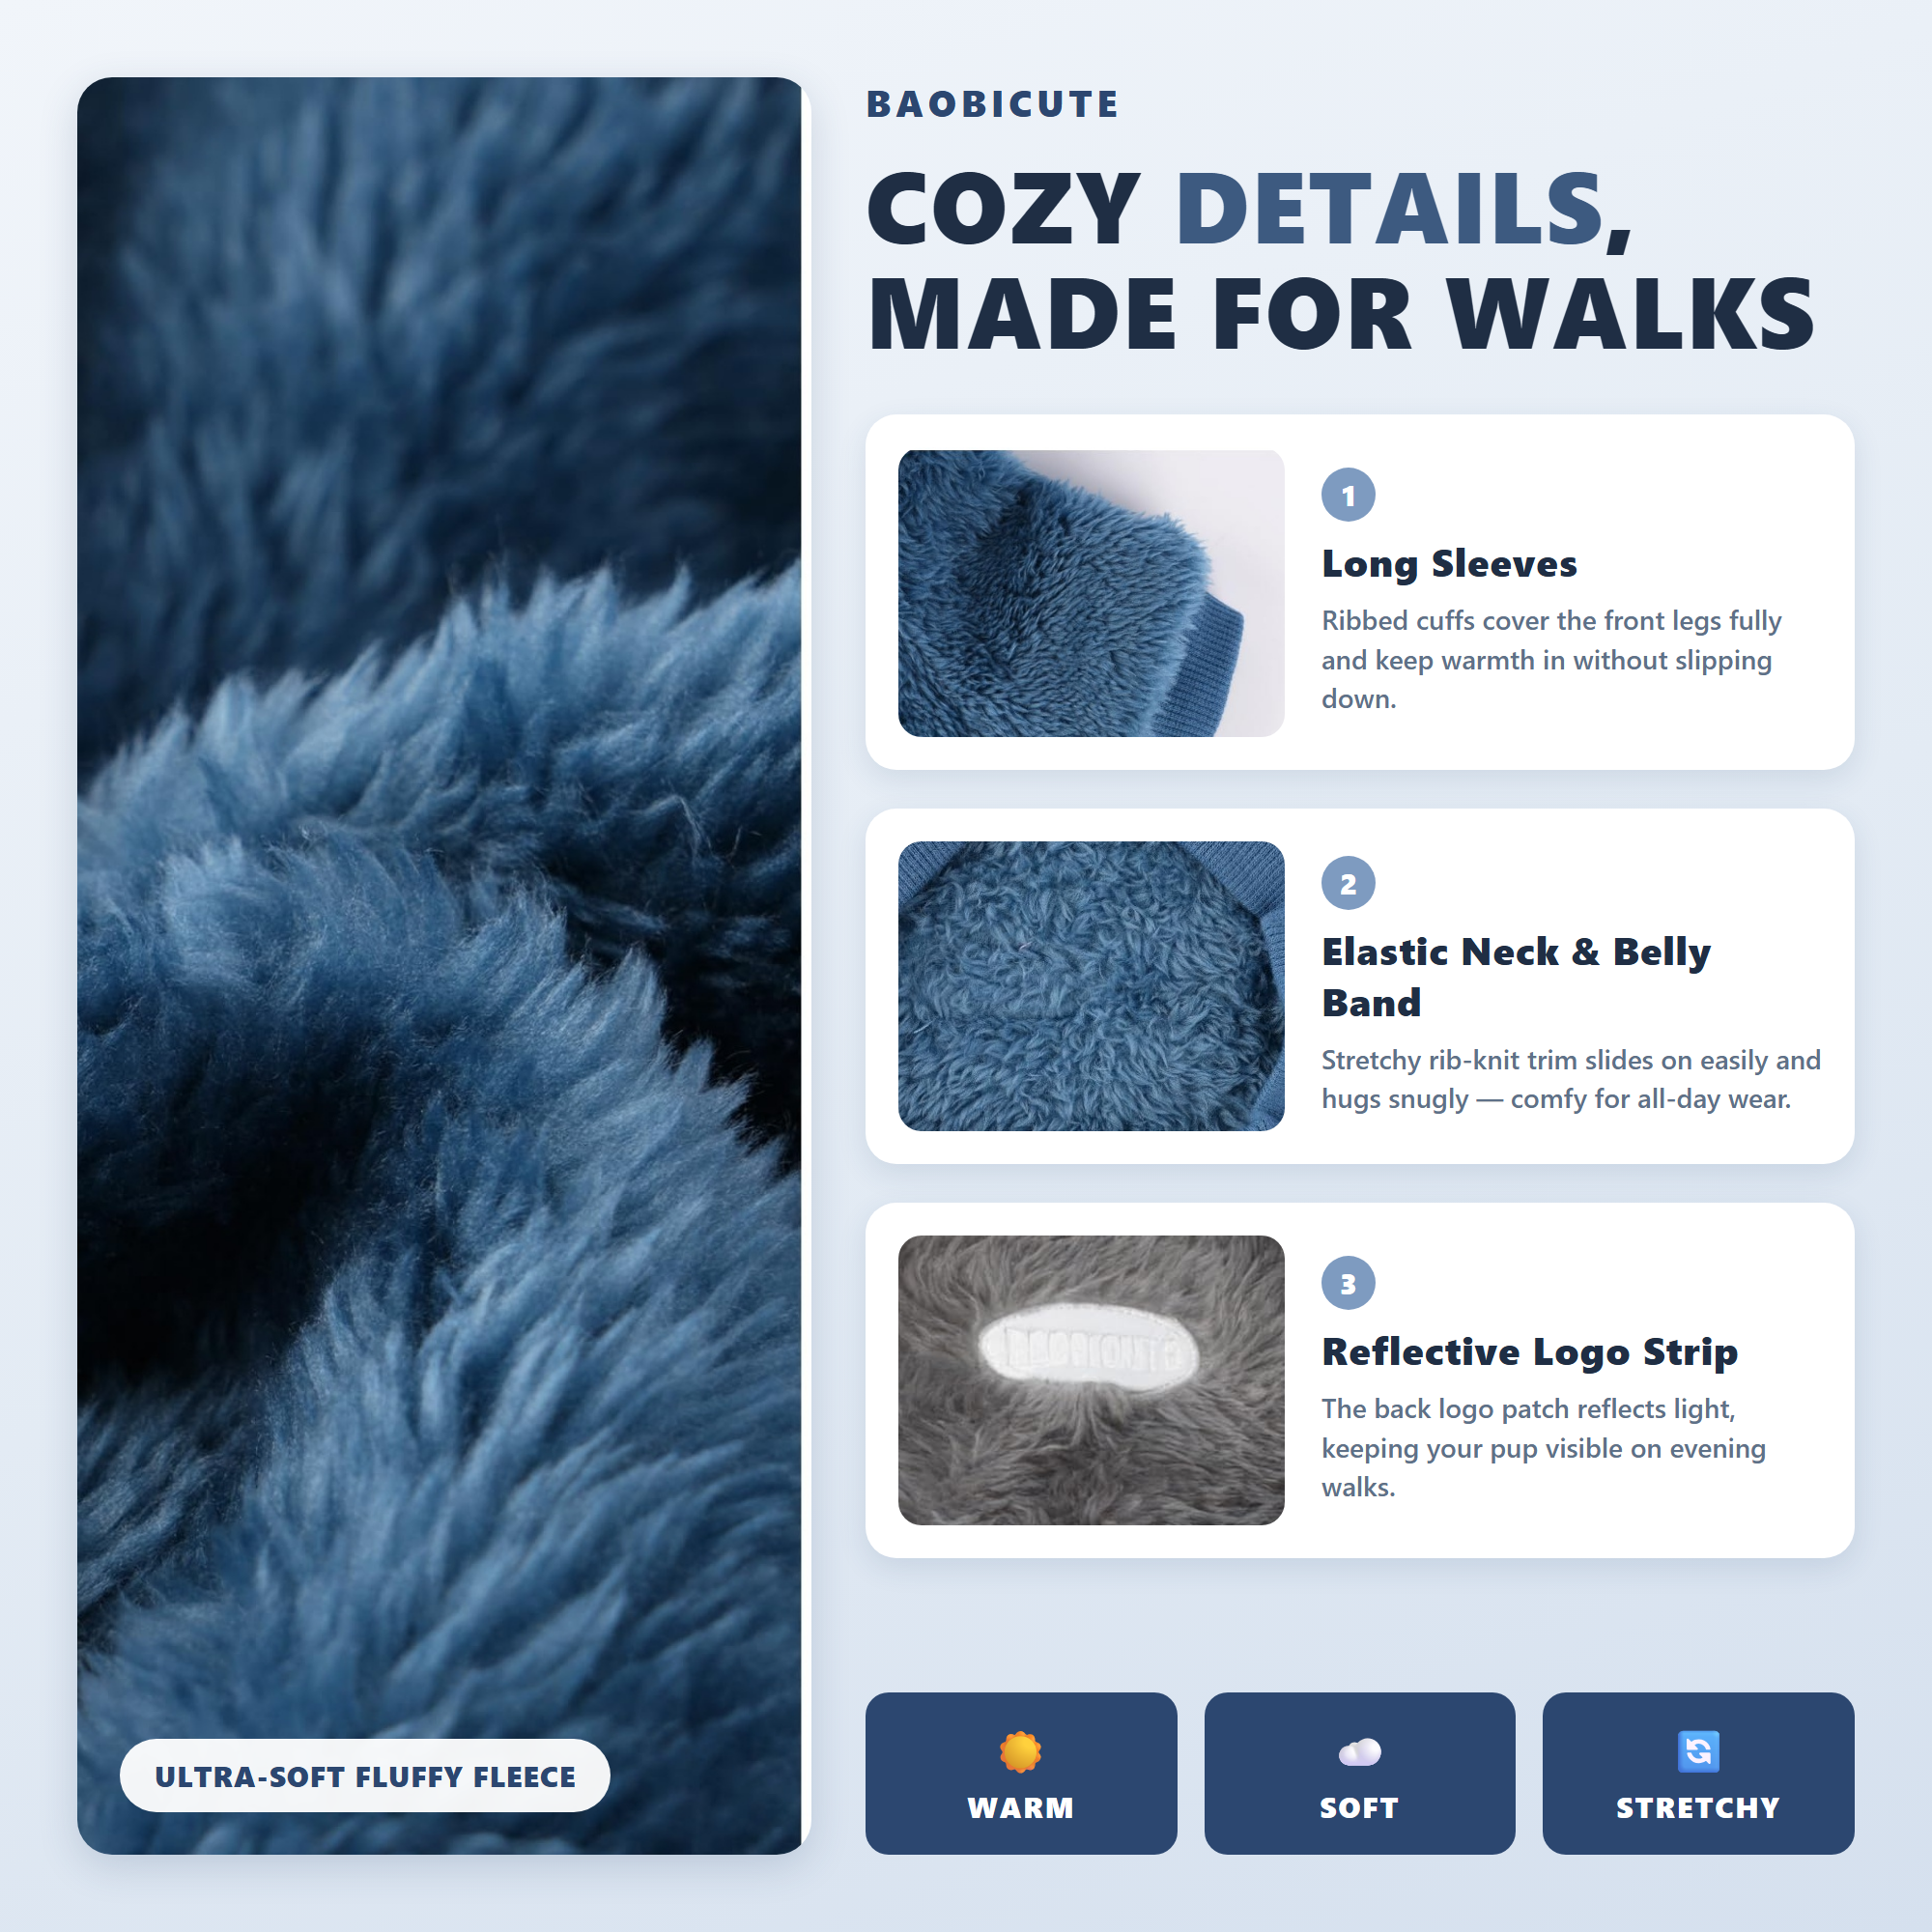 BAOBICUTE
COZY DETAILS,
MADE FOR WALKS
1
Long Sleeves
Ribbed cuffs cover the front legs fully
and keep warmth in without slipping
down.
2
Elastic Neck & Belly
Band
Stretchy rib-knit trim slides on easily and
hugs snugly — comfy for all-day wear.
3
Reflective Logo Strip
The back logo patch reflects light,
keeping your pup visible on evening
walks.
ULTRA-SOFT FLUFFY FLEECE
WARM
SOFT
STRETCHY